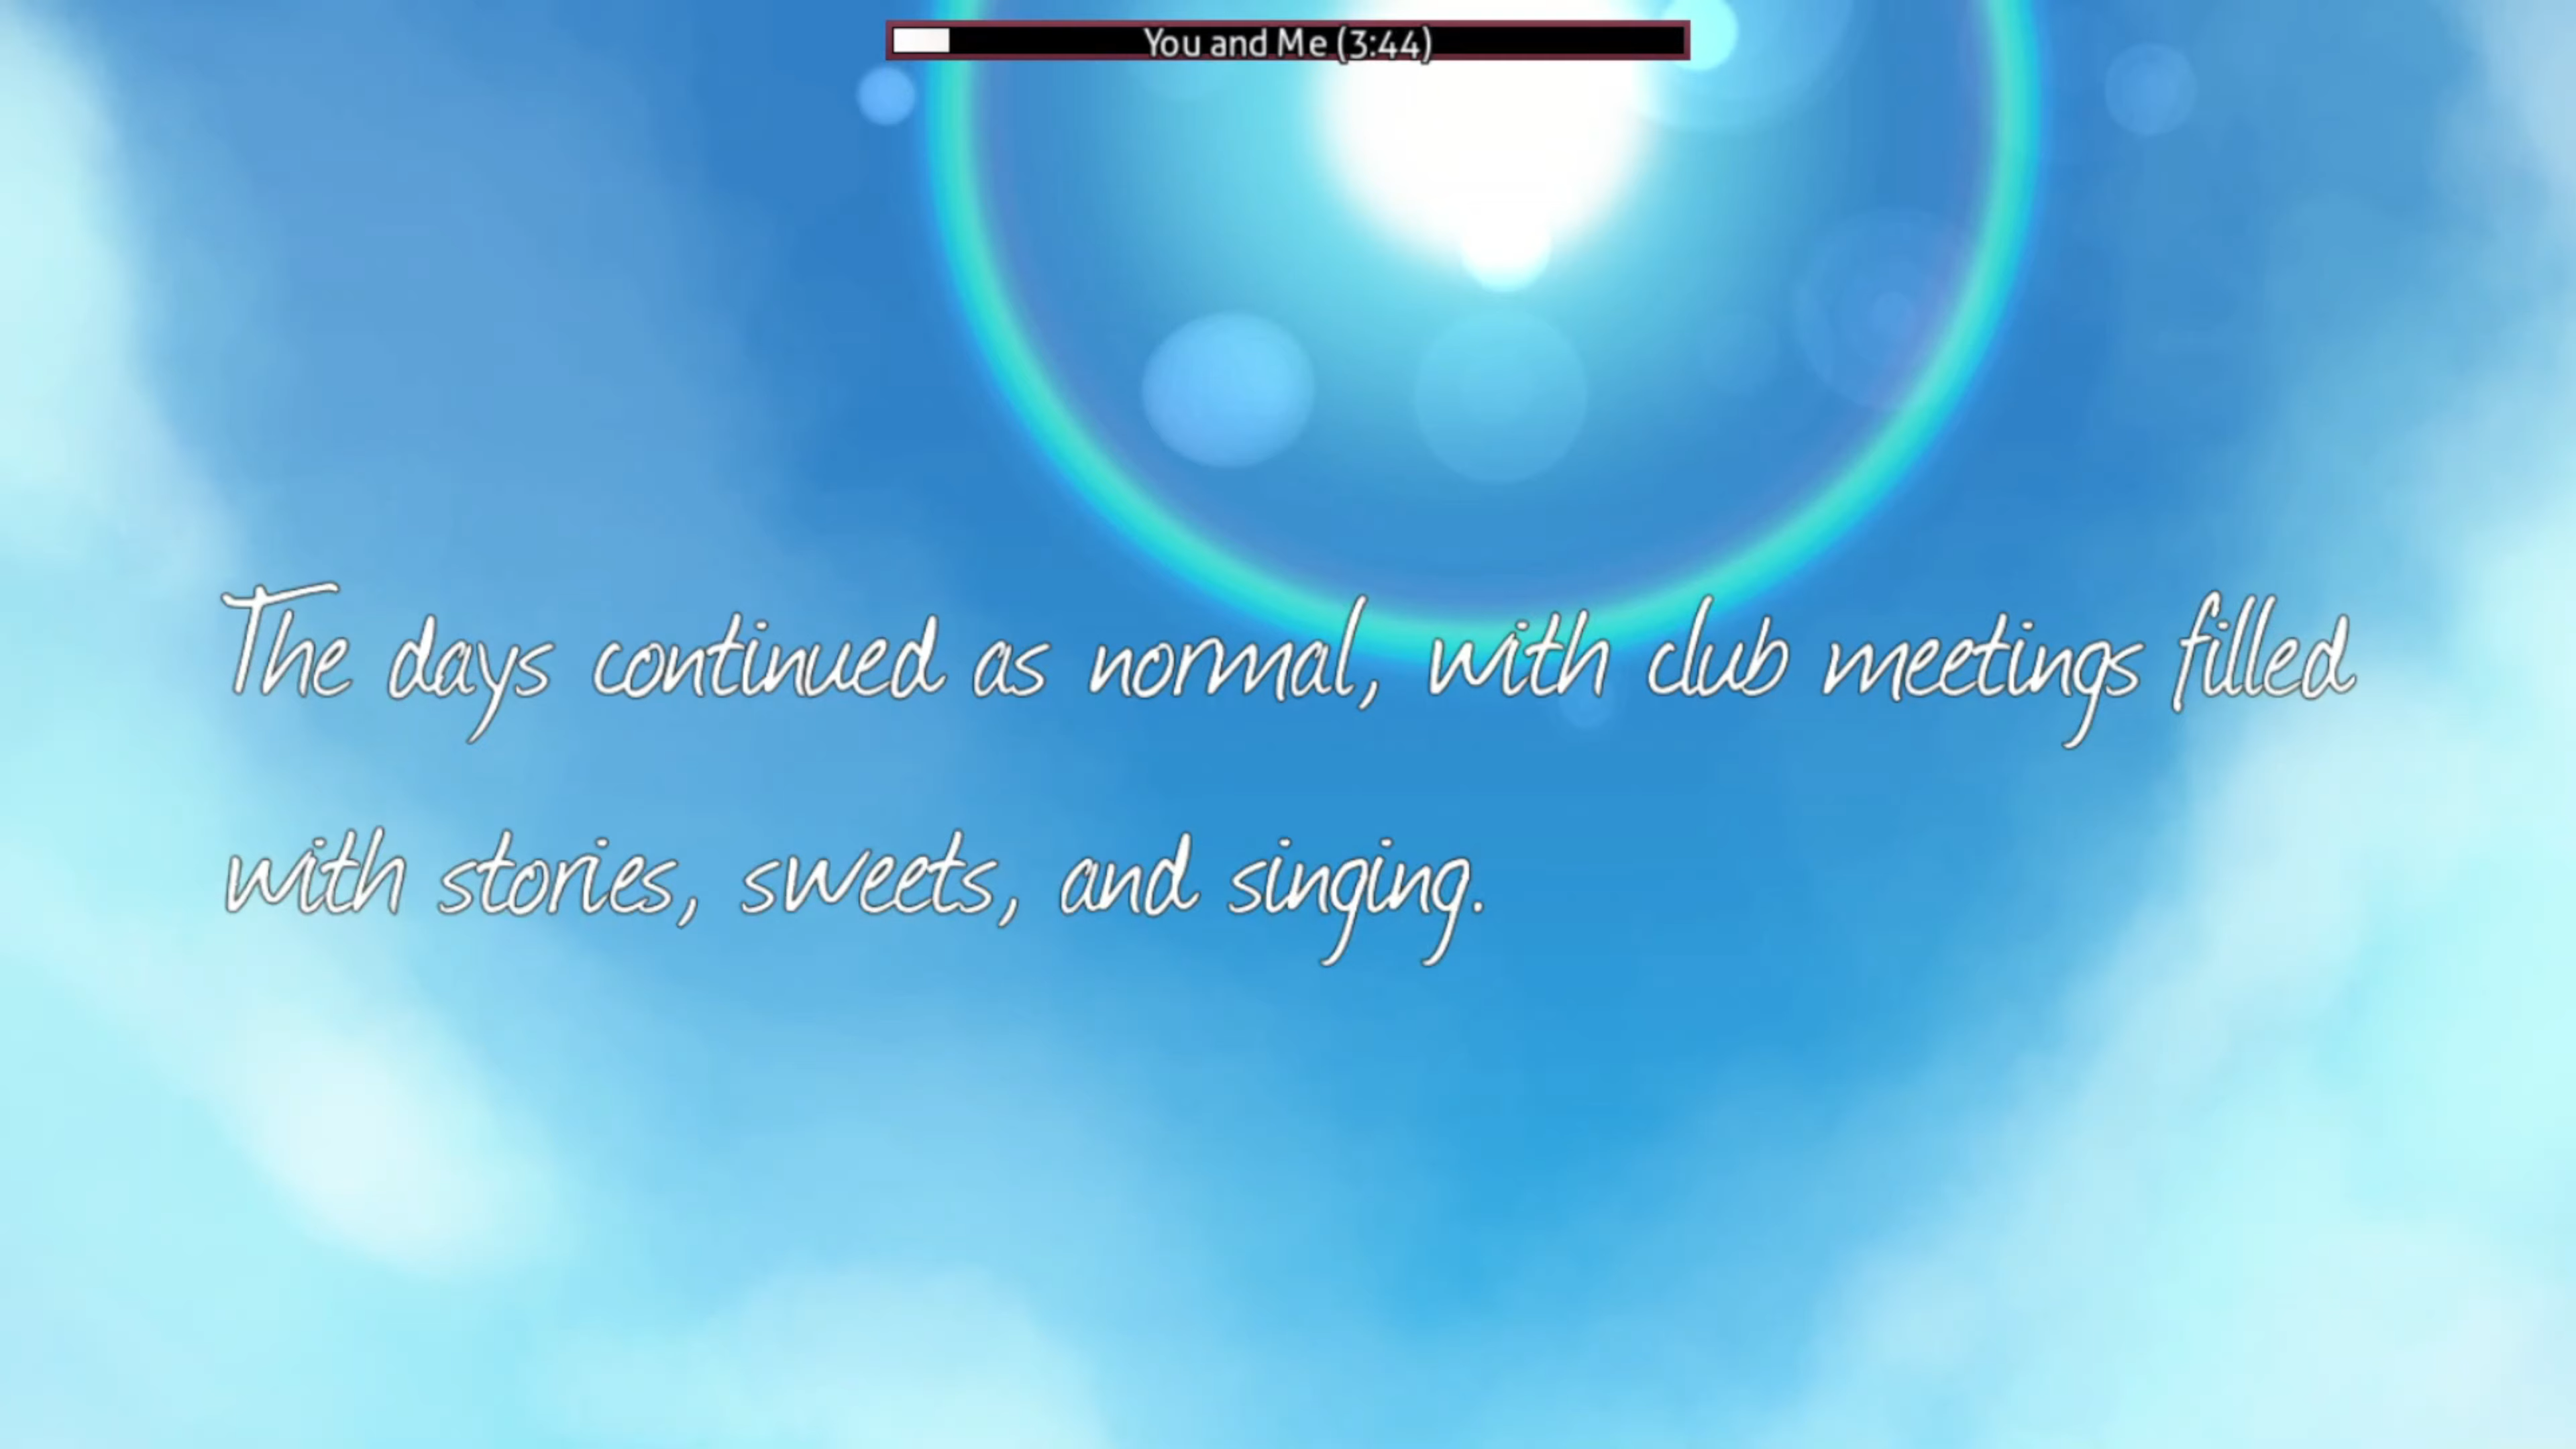 You and Me (3:44)
The days continued as normal, with club meetings filled
with stories, sweets, and singing.